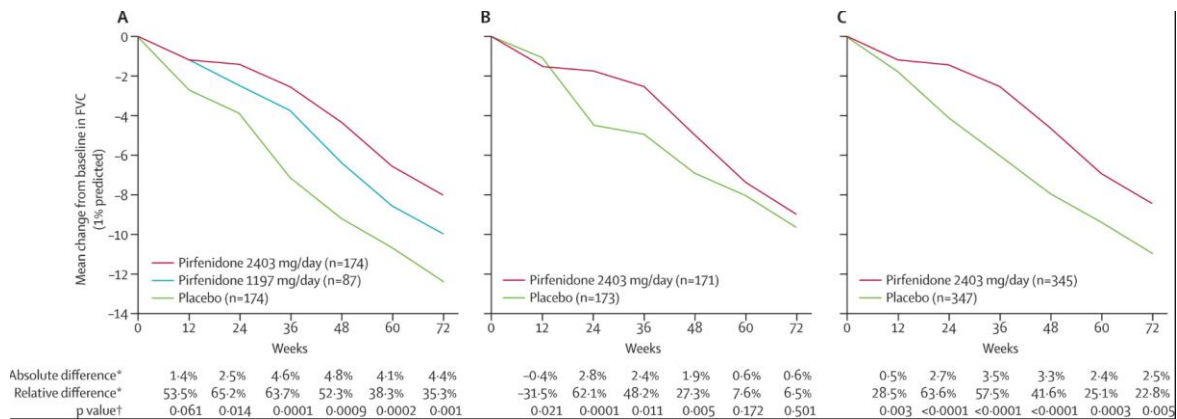 A
B
C
Mean change from baseline in FVC
(1% predicted)
0
−2
−4
−6
−8
−10
−12
−14
Pirfenidone 2403 mg/day (n=174)
Pirfenidone 1197 mg/day (n=87)
Placebo (n=174)
Pirfenidone 2403 mg/day (n=171)
Placebo (n=173)
Pirfenidone 2403 mg/day (n=345)
Placebo (n=347)
0 12 24 36 48 60 72
0 12 24 36 48 60 72
0 12 24 36 48 60 72
Weeks
Weeks
Weeks
Absolute difference* 1·4% 2·5% 4·6% 4·8% 4·1% 4·4% −0·4% 2·8% 2·4% 1·9% 0·6% 0·6% 0·5% 2·7% 3·5% 3·3% 2·4% 2·5%
Relative difference* 53·5% 65·2% 63·7% 52·3% 38·3% 35·3% −31·5% 62·1% 48·2% 27·3% 7·6% 6·5% 28·5% 63·6% 57·5% 41·6% 25·1% 22·8%
p value† 0·061 0·014 0·0001 0·0009 0·0002 0·001 0·021 0·0001 0·011 0·005 0·172 0·501 0·003 <0·0001 <0·0001 <0·0001 0·0003 0·005